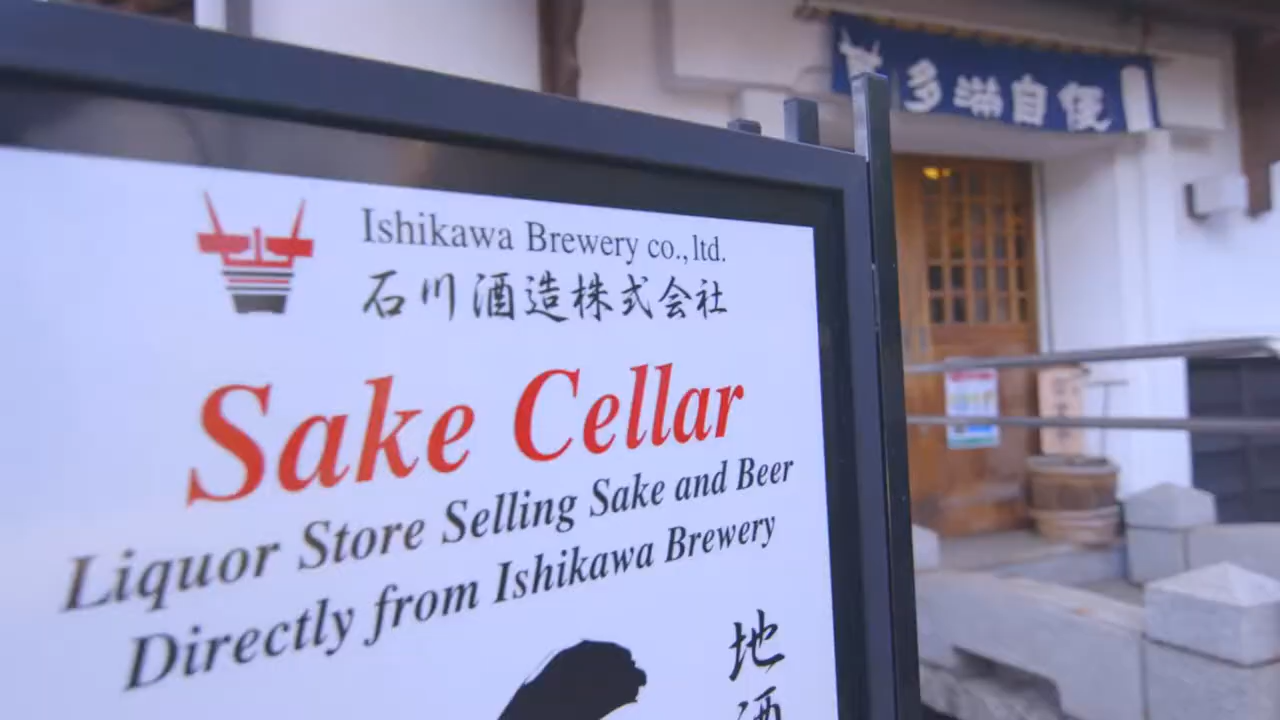 多満自慢
Ishikawa Brewery co., ltd.
石川酒造株式会社
Sake Cellar
Liquor Store Selling Sake and Beer
Directly from Ishikawa Brewery
地酒